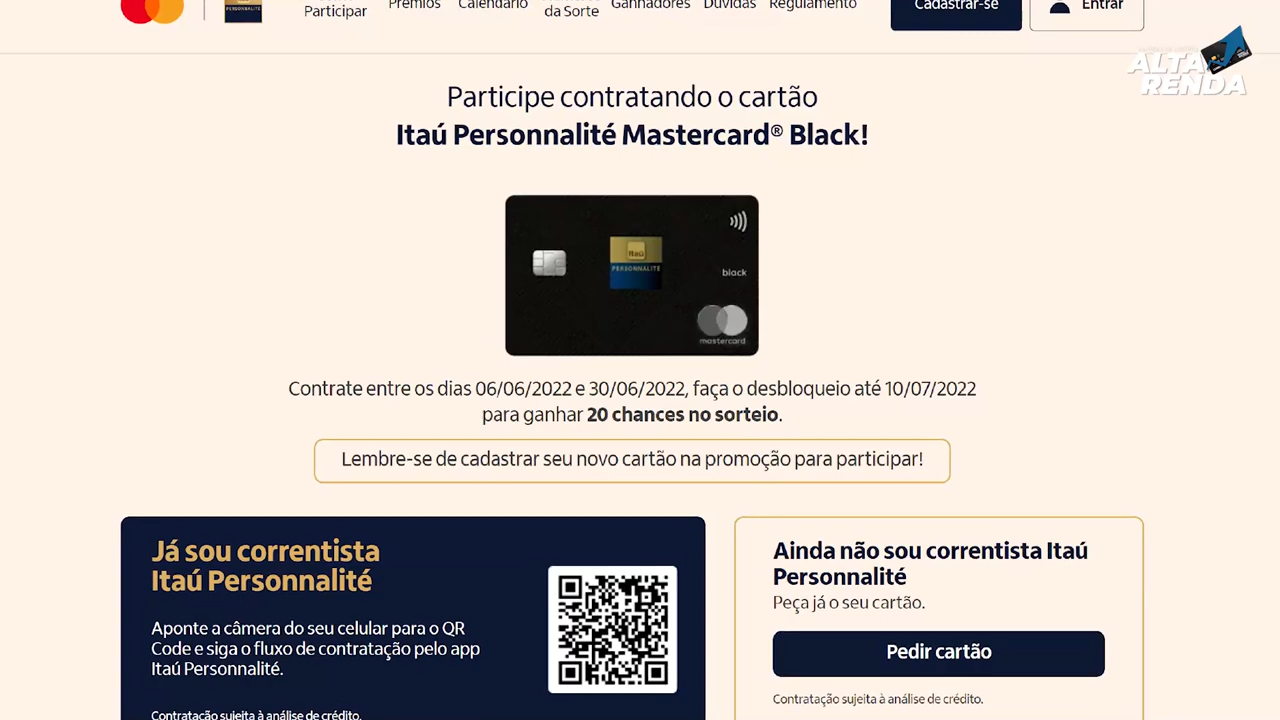 PERSONNALITÉ
Participar
Prêmios
Calendário
da Sorte
Ganhadores
Dúvidas
Regulamento
Cadastrar-se
Entrar
ALTA
RENDA
Participe contratando o cartão
Itaú Personnalité Mastercard® Black!
Itaú
PERSONNALITÉ
black
mastercard
Contrate entre os dias 06/06/2022 e 30/06/2022, faça o desbloqueio até 10/07/2022
para ganhar 20 chances no sorteio.
Lembre-se de cadastrar seu novo cartão na promoção para participar!
Já sou correntista
Itaú Personnalité
Aponte a câmera do seu celular para o QR
Code e siga o fluxo de contratação pelo app
Itaú Personnalité.
Contratação sujeita à análise de crédito.
Ainda não sou correntista Itaú
Personnalité
Peça já o seu cartão.
Pedir cartão
Contratação sujeita à análise de crédito.